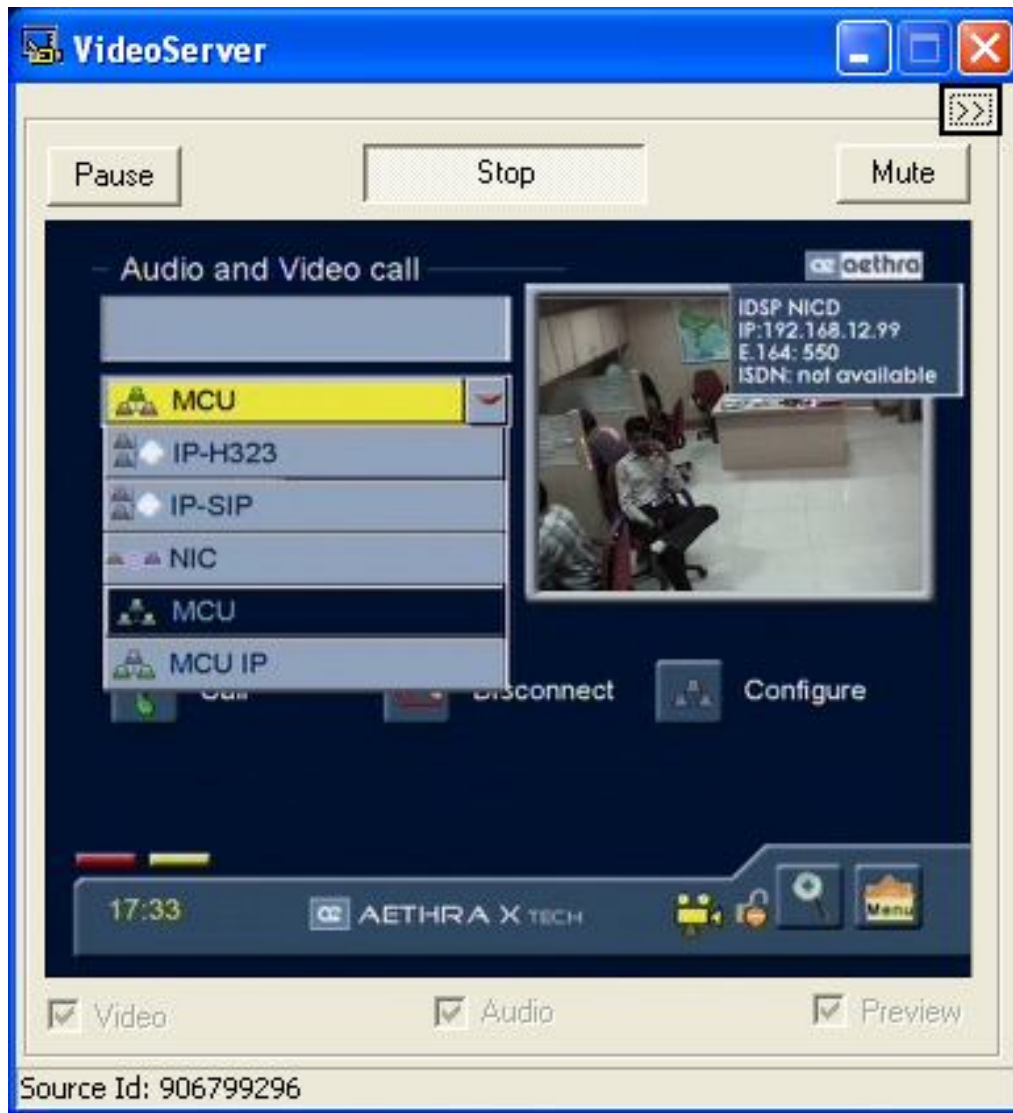 VideoServer
>>
Pause
Stop
Mute
Audio and Video call
aethra
IDSP NICD
IP:192.168.12.99
E.164: 550
ISDN: not available
MCU
IP-H323
IP-SIP
NIC
MCU
MCU IP
Call
Disconnect
Configure
17:33
AETHRA X TECH
Menu
Video
Audio
Preview
Source Id: 906799296